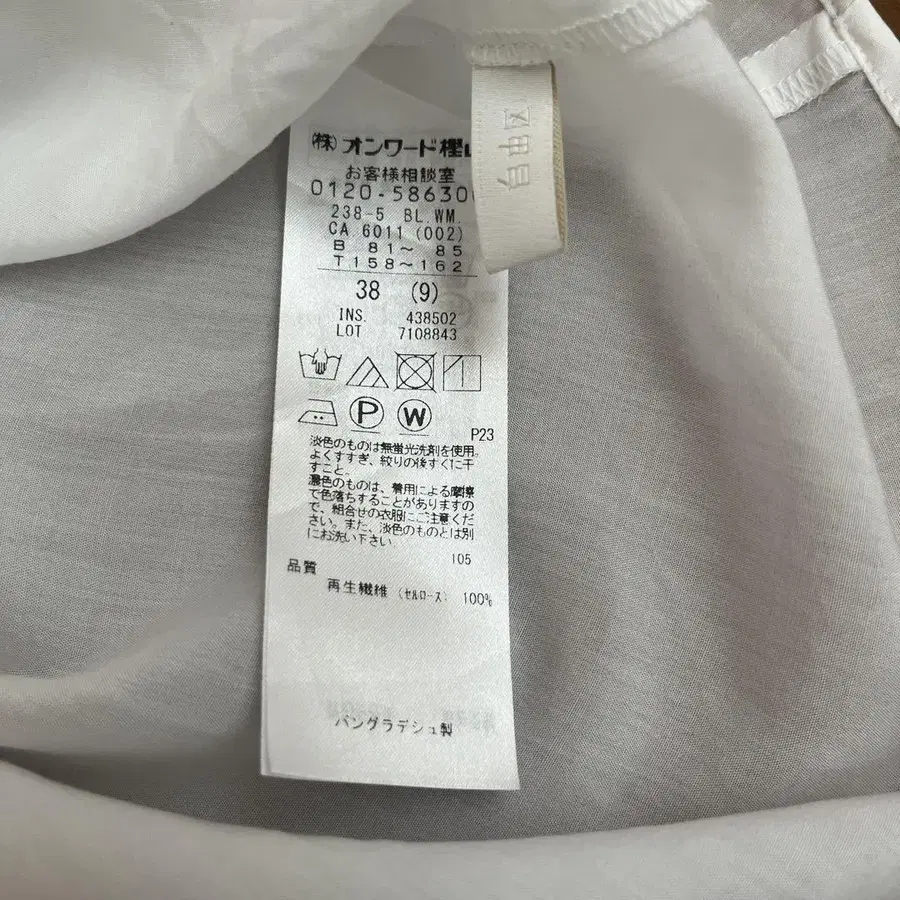 (株) オンワード樫山
お客様相談室
0120-58630
238-5 BL.WM.
CA 6011 (002)
B 81～ 85
T158～162
38 (9)
INS. 438502
LOT 7108843
P
W
P23
淡色のものは無蛍光洗剤を使用。
よくすすぎ、絞りの後すぐに干
すこと。
濃色のものは、着用による摩擦
で色落ちすることがありますの
で、組合せの衣服にご注意くだ
さい。また、淡色のものとは別
にお洗い下さい。
105
品質
再生繊維 (セルロース) 100%
バングラデシュ製